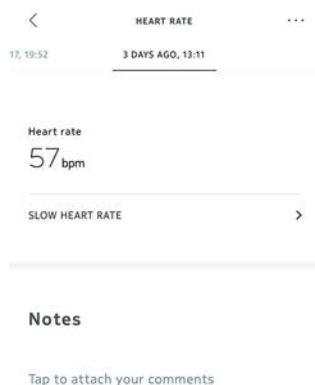 HEART RATE
17, 19:52 3 DAYS AGO, 13:11
Heart rate
57 bpm
SLOW HEART RATE
Notes
Tap to attach your comments